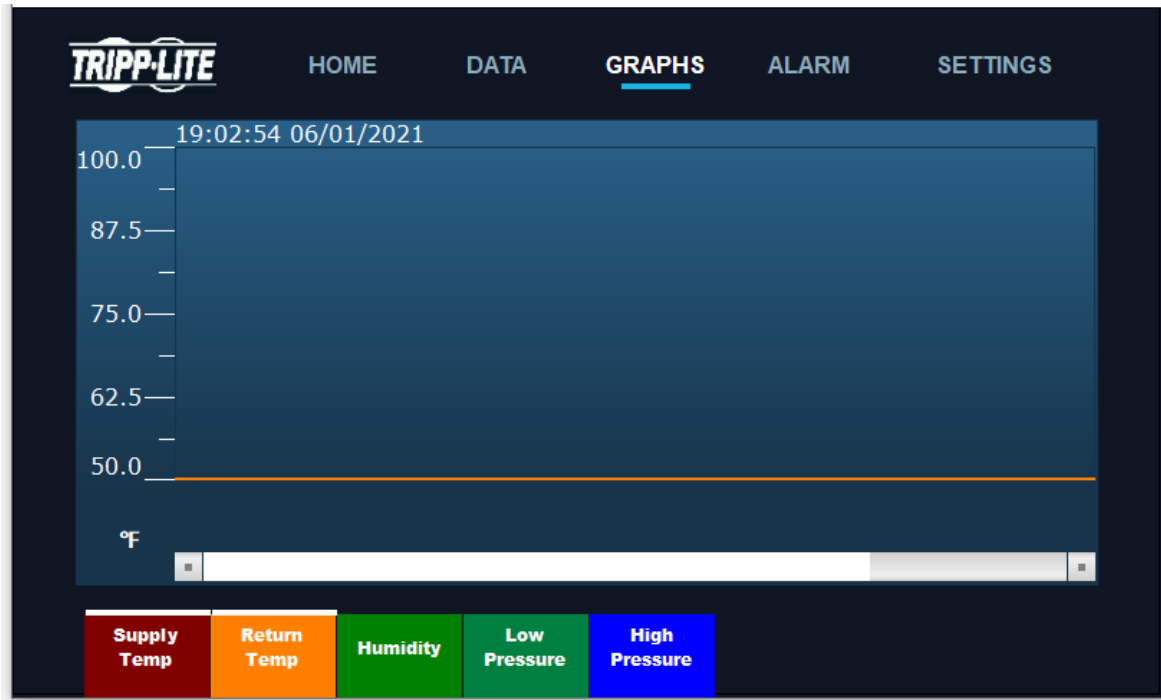 TRIPP·LITE HOME DATA GRAPHS ALARM SETTINGS
19:02:54 06/01/2021
100.0
87.5
75.0
62.5
50.0
°F
Supply Temp
Return Temp
Humidity
Low Pressure
High Pressure